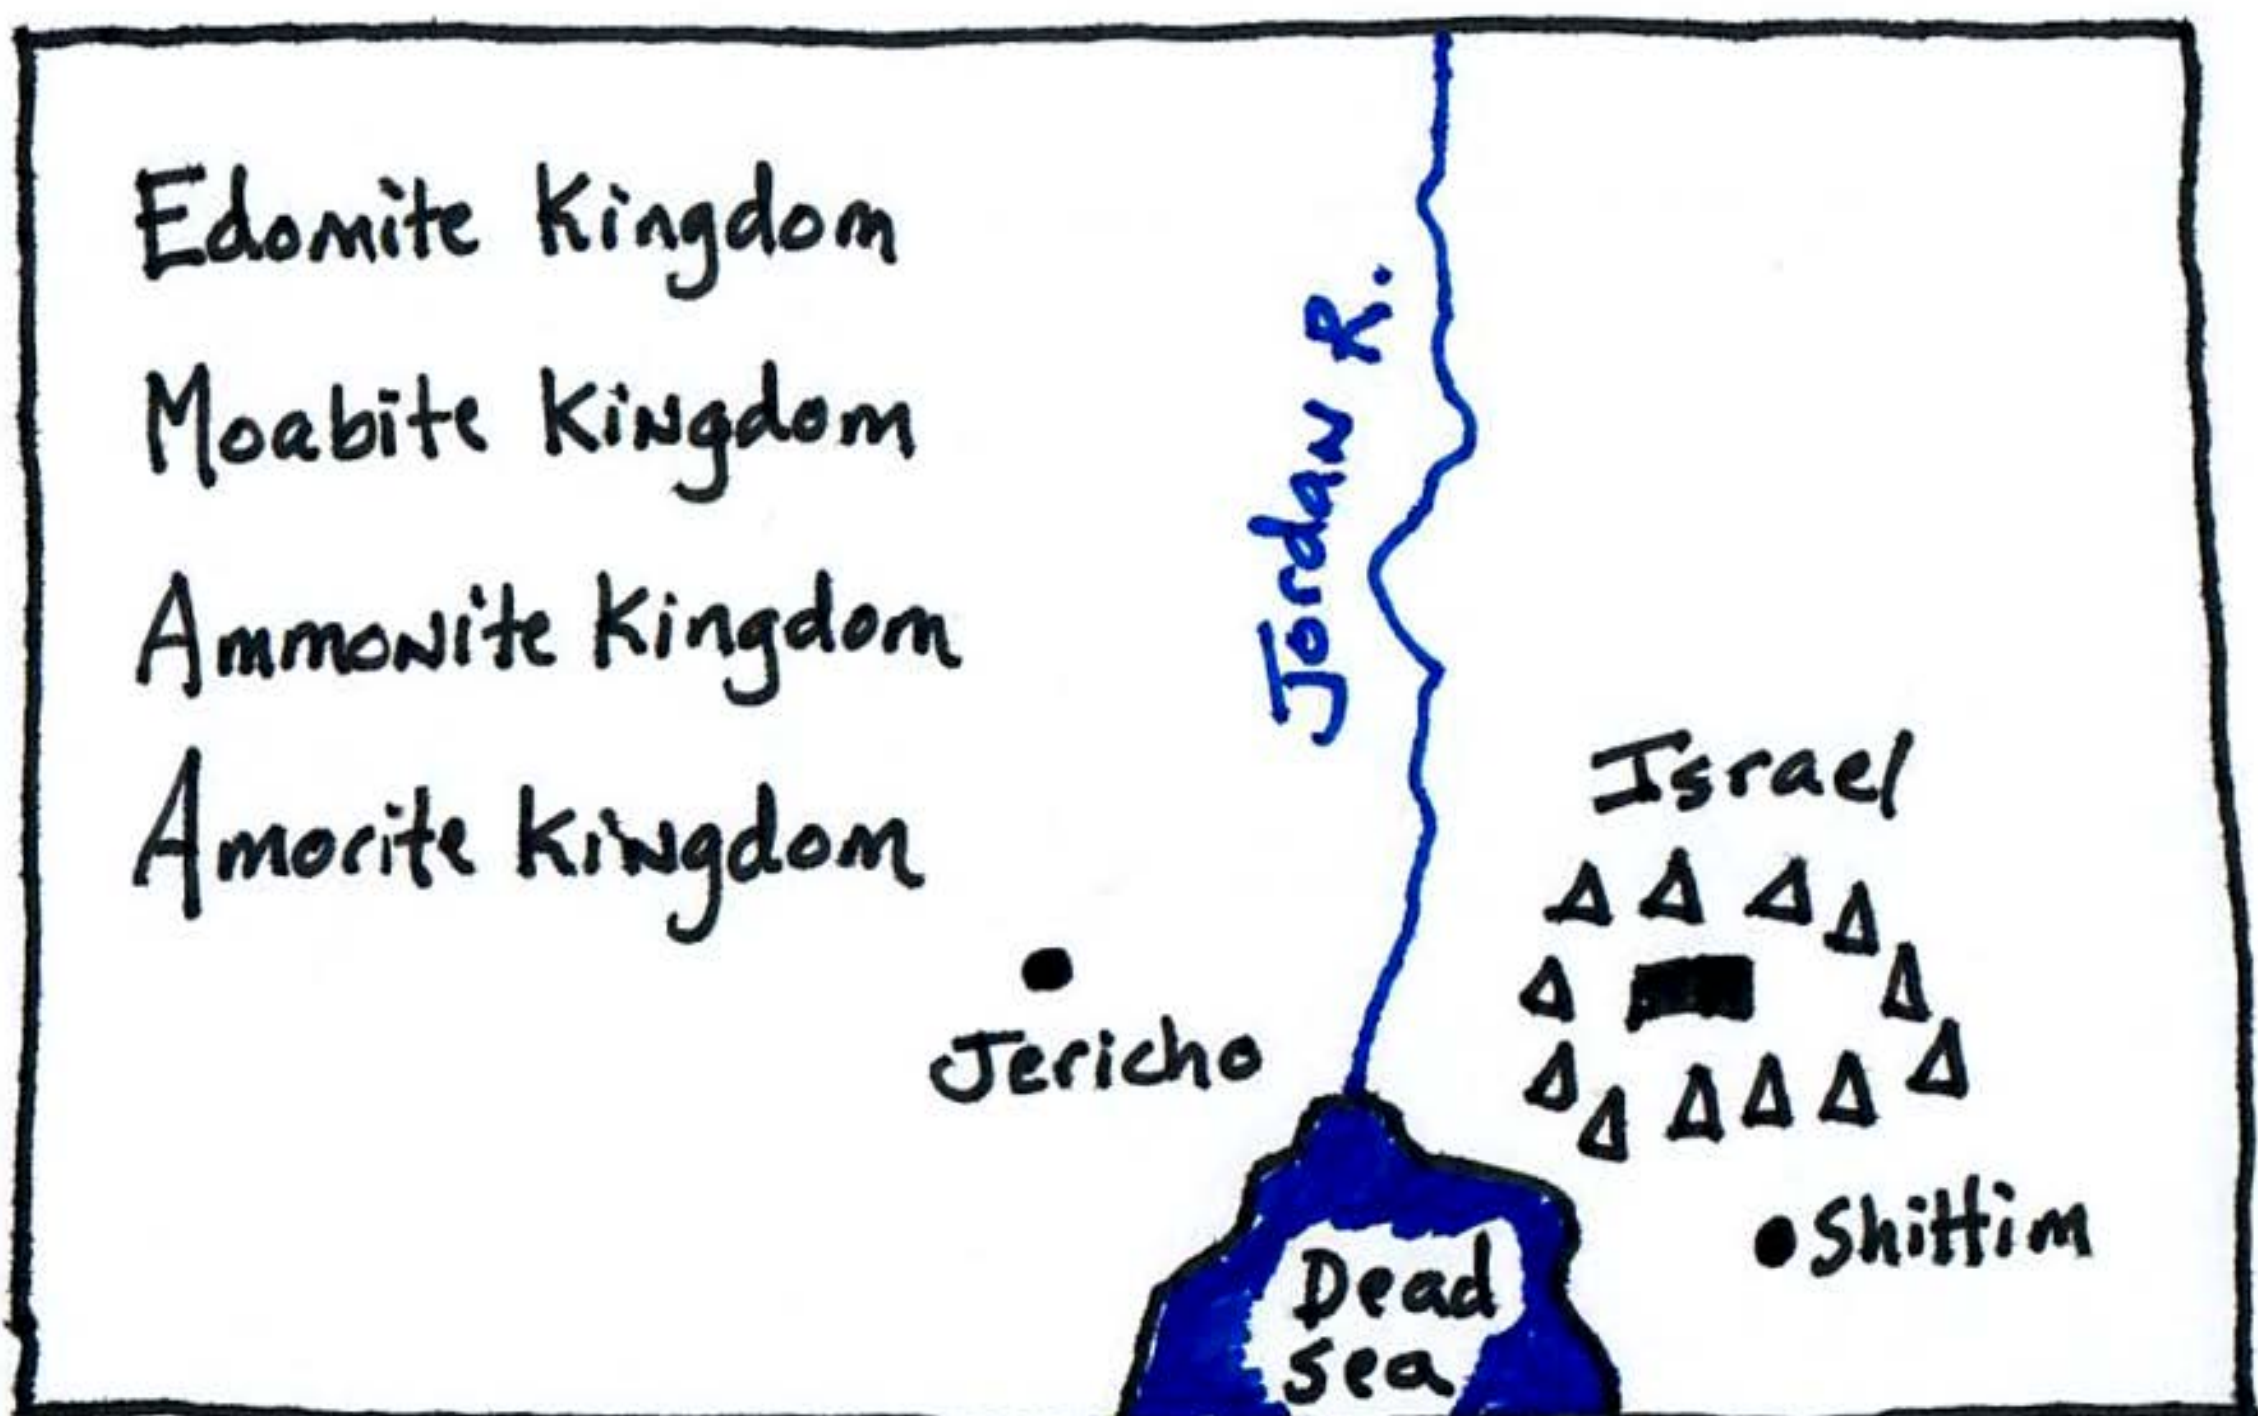 Edomite Kingdom
Moabite Kingdom
Ammonite Kingdom
Amorite Kingdom
Jordan R.
Israel
Jericho
Shittim
Dead
sea